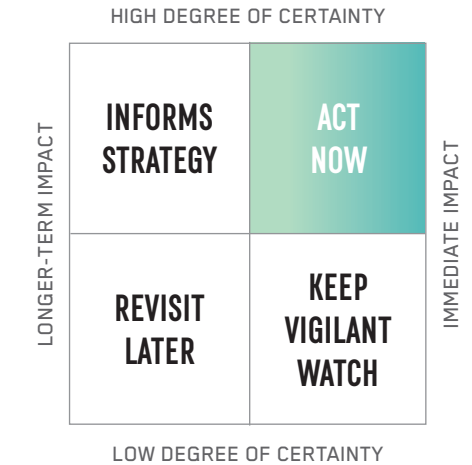 HIGH DEGREE OF CERTAINTY
LONGER-TERM IMPACT
INFORMS
STRATEGY
ACT
NOW
IMMEDIATE IMPACT
REVISIT
LATER
KEEP
VIGILANT
WATCH
LOW DEGREE OF CERTAINTY